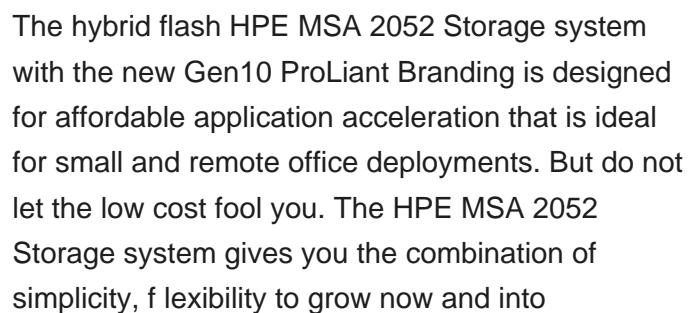 The hybrid flash HPE MSA 2052 Storage system
with the new Gen10 ProLiant Branding is designed
for affordable application acceleration that is ideal
for small and remote office deployments. But do not
let the low cost fool you. The HPE MSA 2052
Storage system gives you the combination of
simplicity, f lexibility to grow now and into